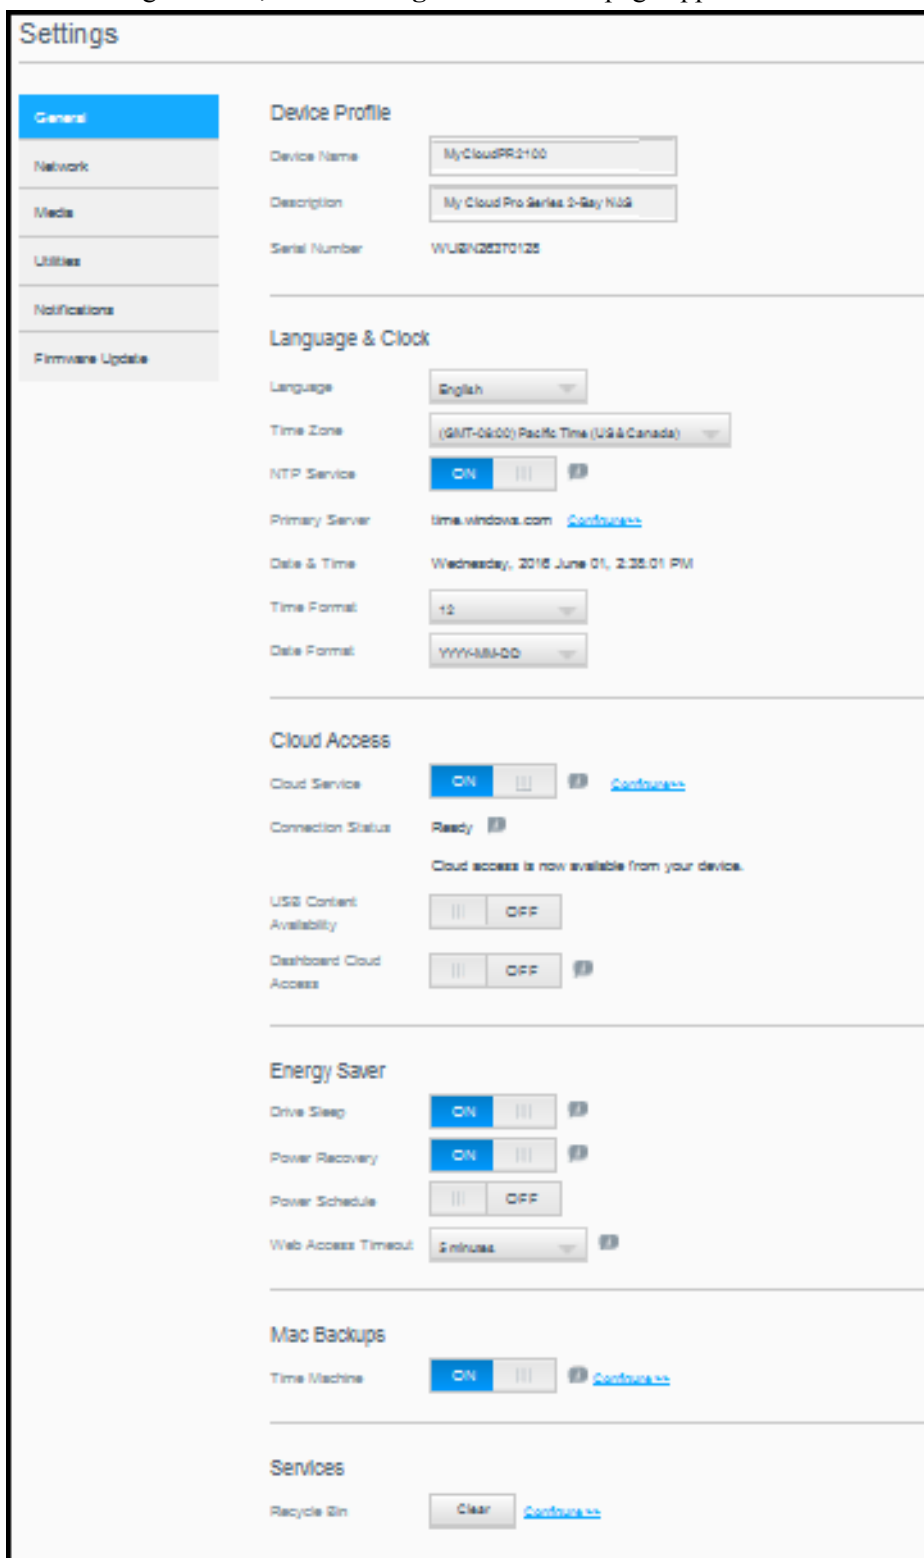 Settings
General
Network
Media
Utilities
Notifications
Firmware Update
Device Profile
Device Name MyCloudPR2100
Description My Cloud Pro Series 2-Bay NAS
Serial Number
Language & Clock
Language English
Time Zone (GMT-08:00) Pacific Time (US & Canada)
NTP Service ON
Primary Server time.windows.com Configure>>
Date & Time Wednesday, 2016 June 01, 2:38:01 PM
Time Format 12
Date Format YYYY-MM-DD
Cloud Access
Cloud Service ON Configure>>
Connection Status Ready
Cloud access is now available from your device.
USB Content
Availability OFF
Dashboard Cloud
Access OFF
Energy Saver
Drive Sleep ON
Power Recovery ON
Power Schedule OFF
Web Access Timeout 5 minutes
Mac Backups
Time Machine ON Configure >>
Services
Recycle Bin Clear Configure >>